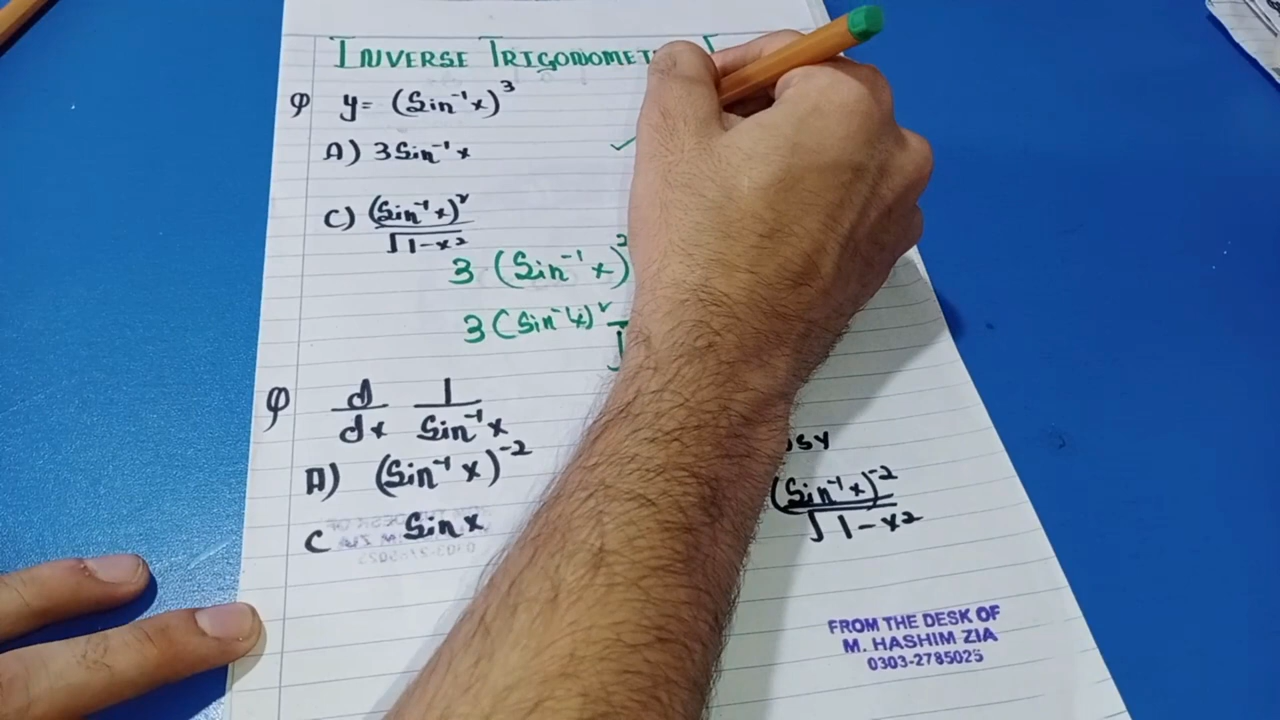 INVERSE TRIGONOMET
φ y= (Sin⁻¹x)³
A) 3Sin⁻¹x
C) (Sin⁻¹x)²
√1-x²
3 (Sin⁻¹x)²
3(Sin⁻¹x)²
φ d/dx 1/Sin⁻¹x
A) (Sin⁻¹x)⁻²
(Sin⁻¹x)⁻²
√1-x²
C Sinx
FROM THE DESK OF
M. HASHIM ZIA
0303-2785025